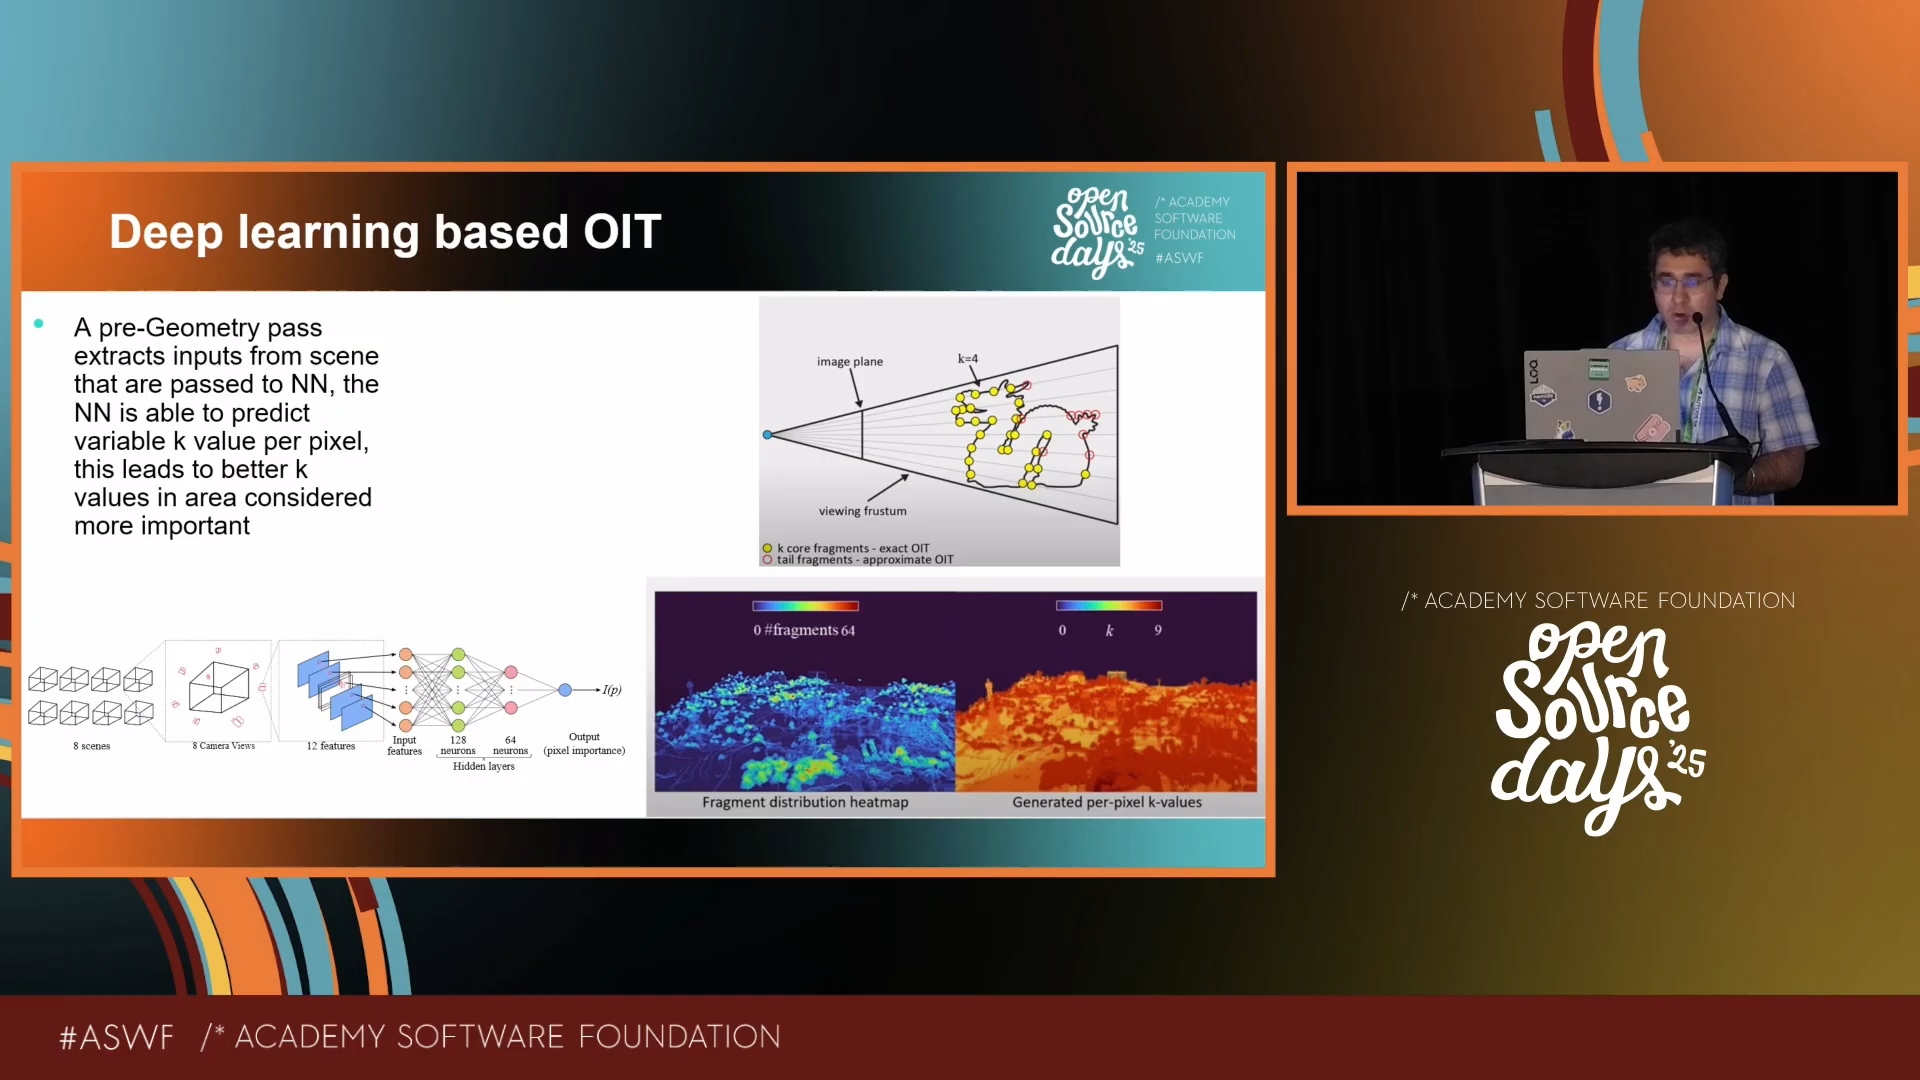 Deep learning based OIT
open
Source
days '25
/* ACADEMY
SOFTWARE
FOUNDATION
#ASWF
A pre-Geometry pass
extracts inputs from scene
that are passed to NN, the
NN is able to predict
variable k value per pixel,
this leads to better k
values in area considered
more important
image plane
k=4
viewing frustum
k core fragments - exact OIT
tail fragments - approximate OIT
8 scenes
8 Camera Views
12 features
Input
features
128
neurons
64
neurons
Hidden layers
Output
(pixel importance)
I(p)
0 #fragments 64
0 k 9
Fragment distribution heatmap
Generated per-pixel k-values
LOQ
/* ACADEMY SOFTWARE FOUNDATION
open
Source
days '25
#ASWF /* ACADEMY SOFTWARE FOUNDATION